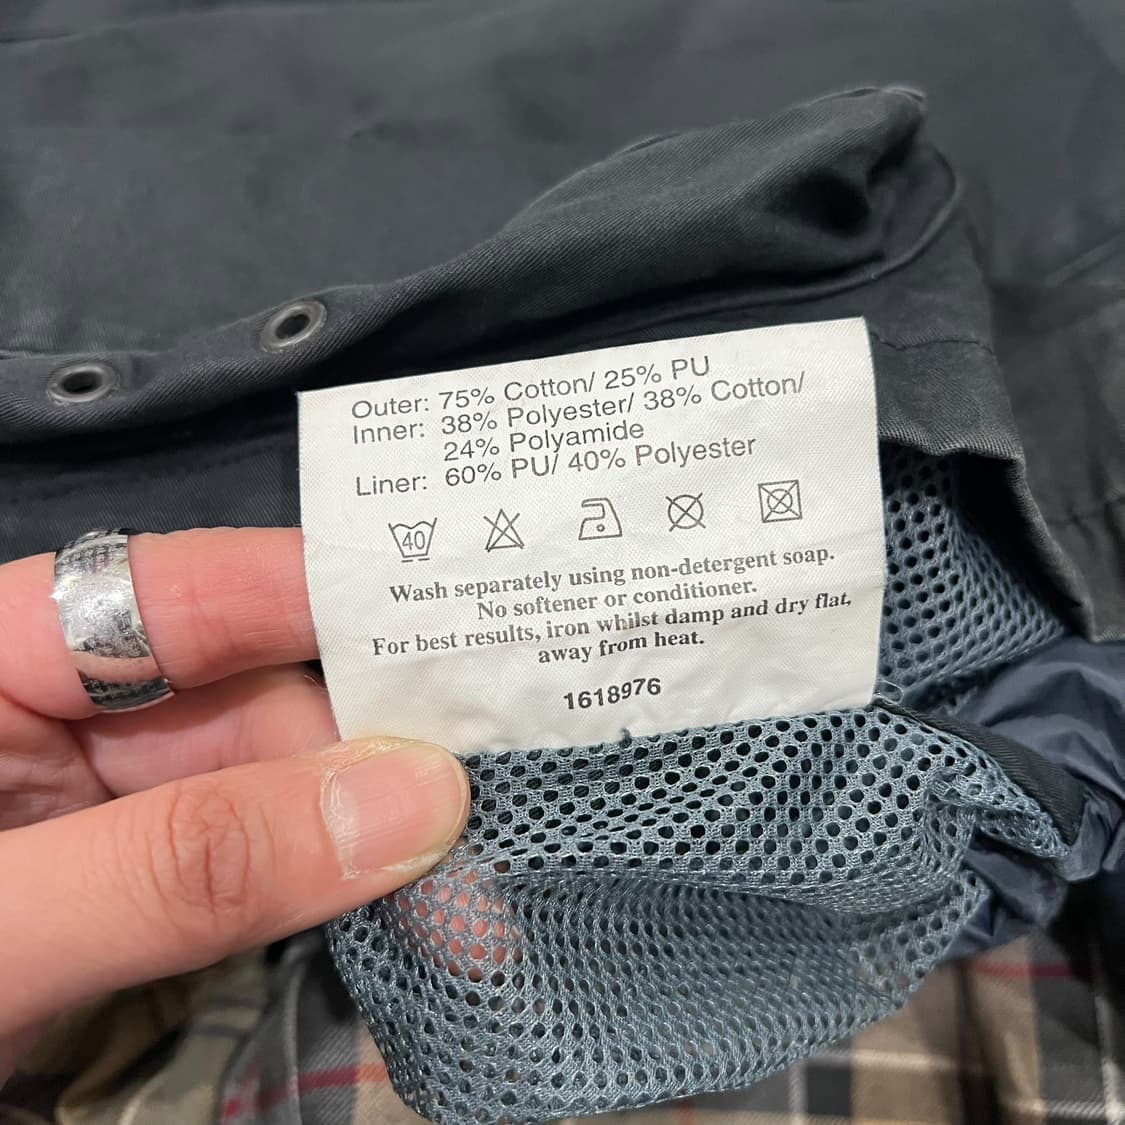 Outer: 75% Cotton/ 25% PU
Inner: 38% Polyester/ 38% Cotton/
24% Polyamide
Liner: 60% PU/ 40% Polyester
40
Wash separately using non-detergent soap.
No softener or conditioner.
For best results, iron whilst damp and dry flat,
away from heat.
1618976